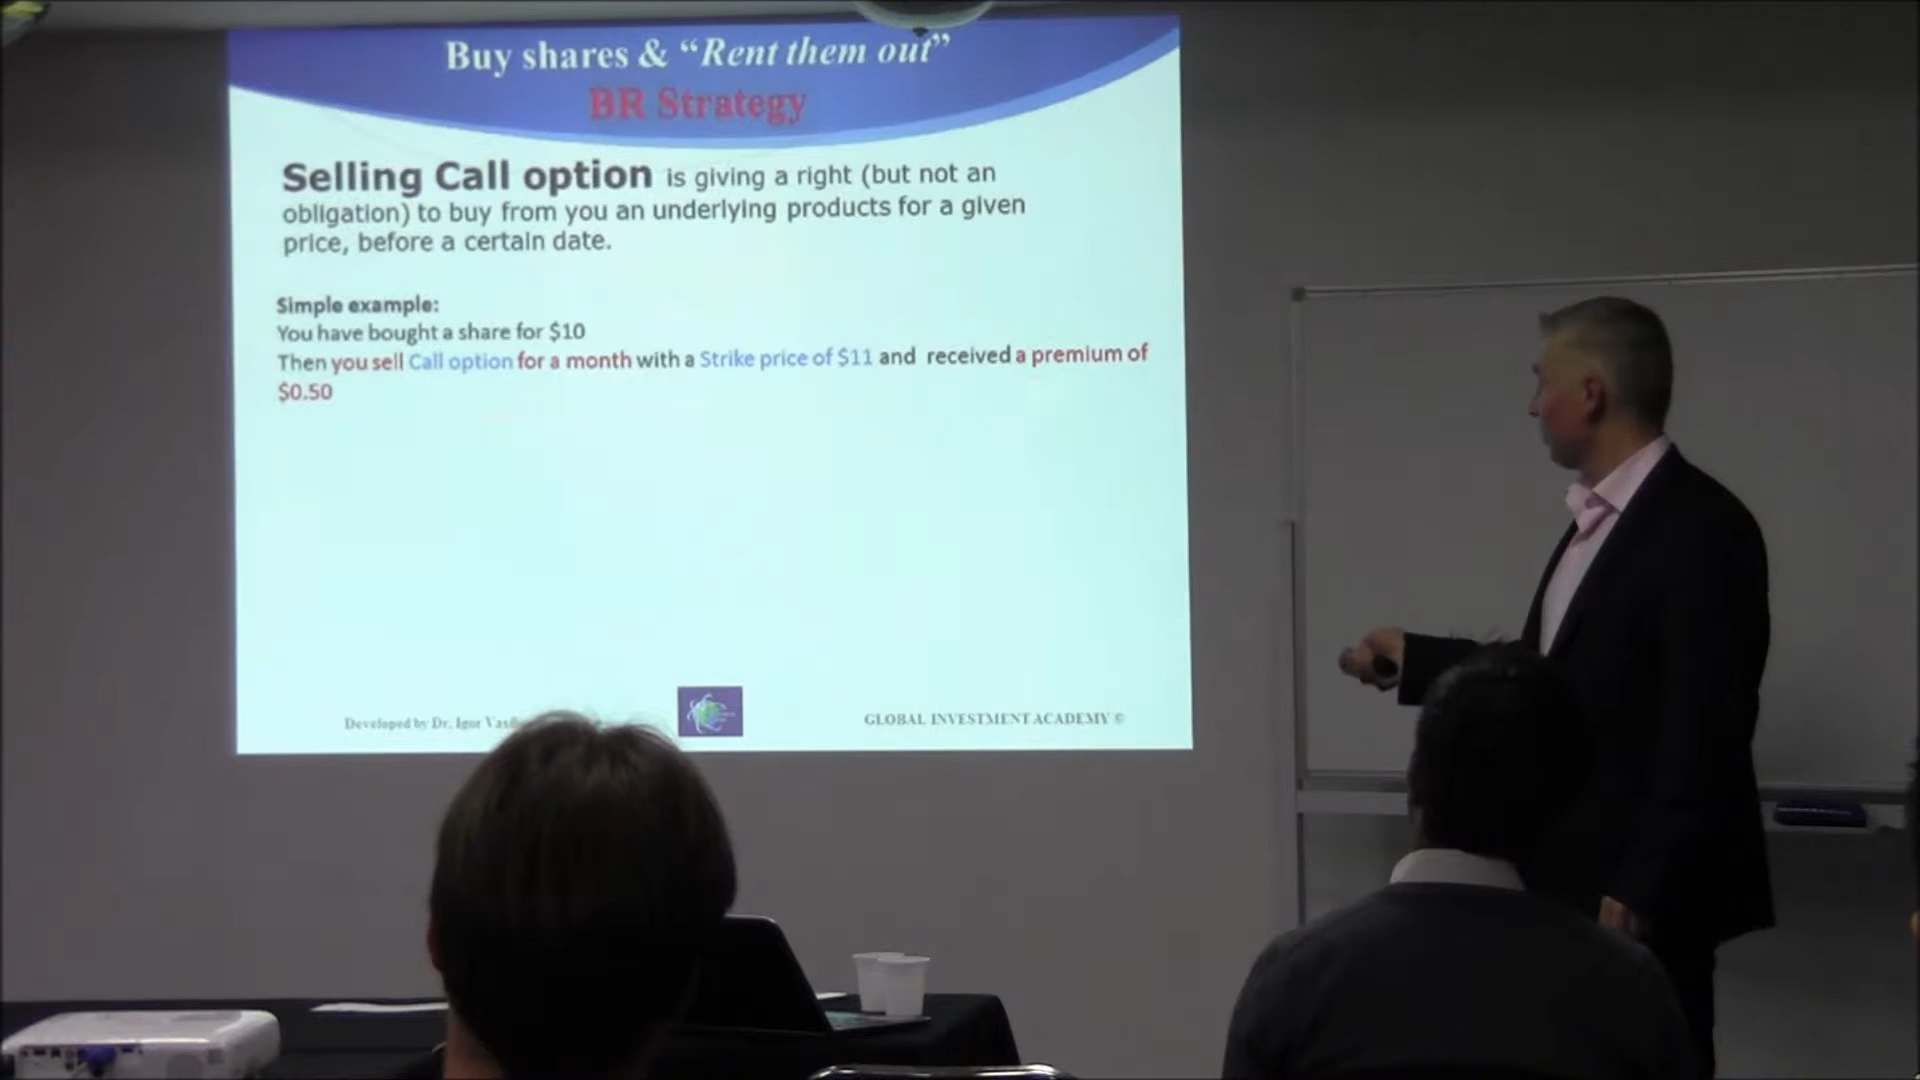 Buy shares & “Rent them out”
BR Strategy
Selling Call option is giving a right (but not an
obligation) to buy from you an underlying products for a given
price, before a certain date.
Simple example:
You have bought a share for $10
Then you sell Call option for a month with a Strike price of $11 and received a premium of
$0.50
Developed by Dr. Igor
GLOBAL INVESTMENT ACADEMY ©